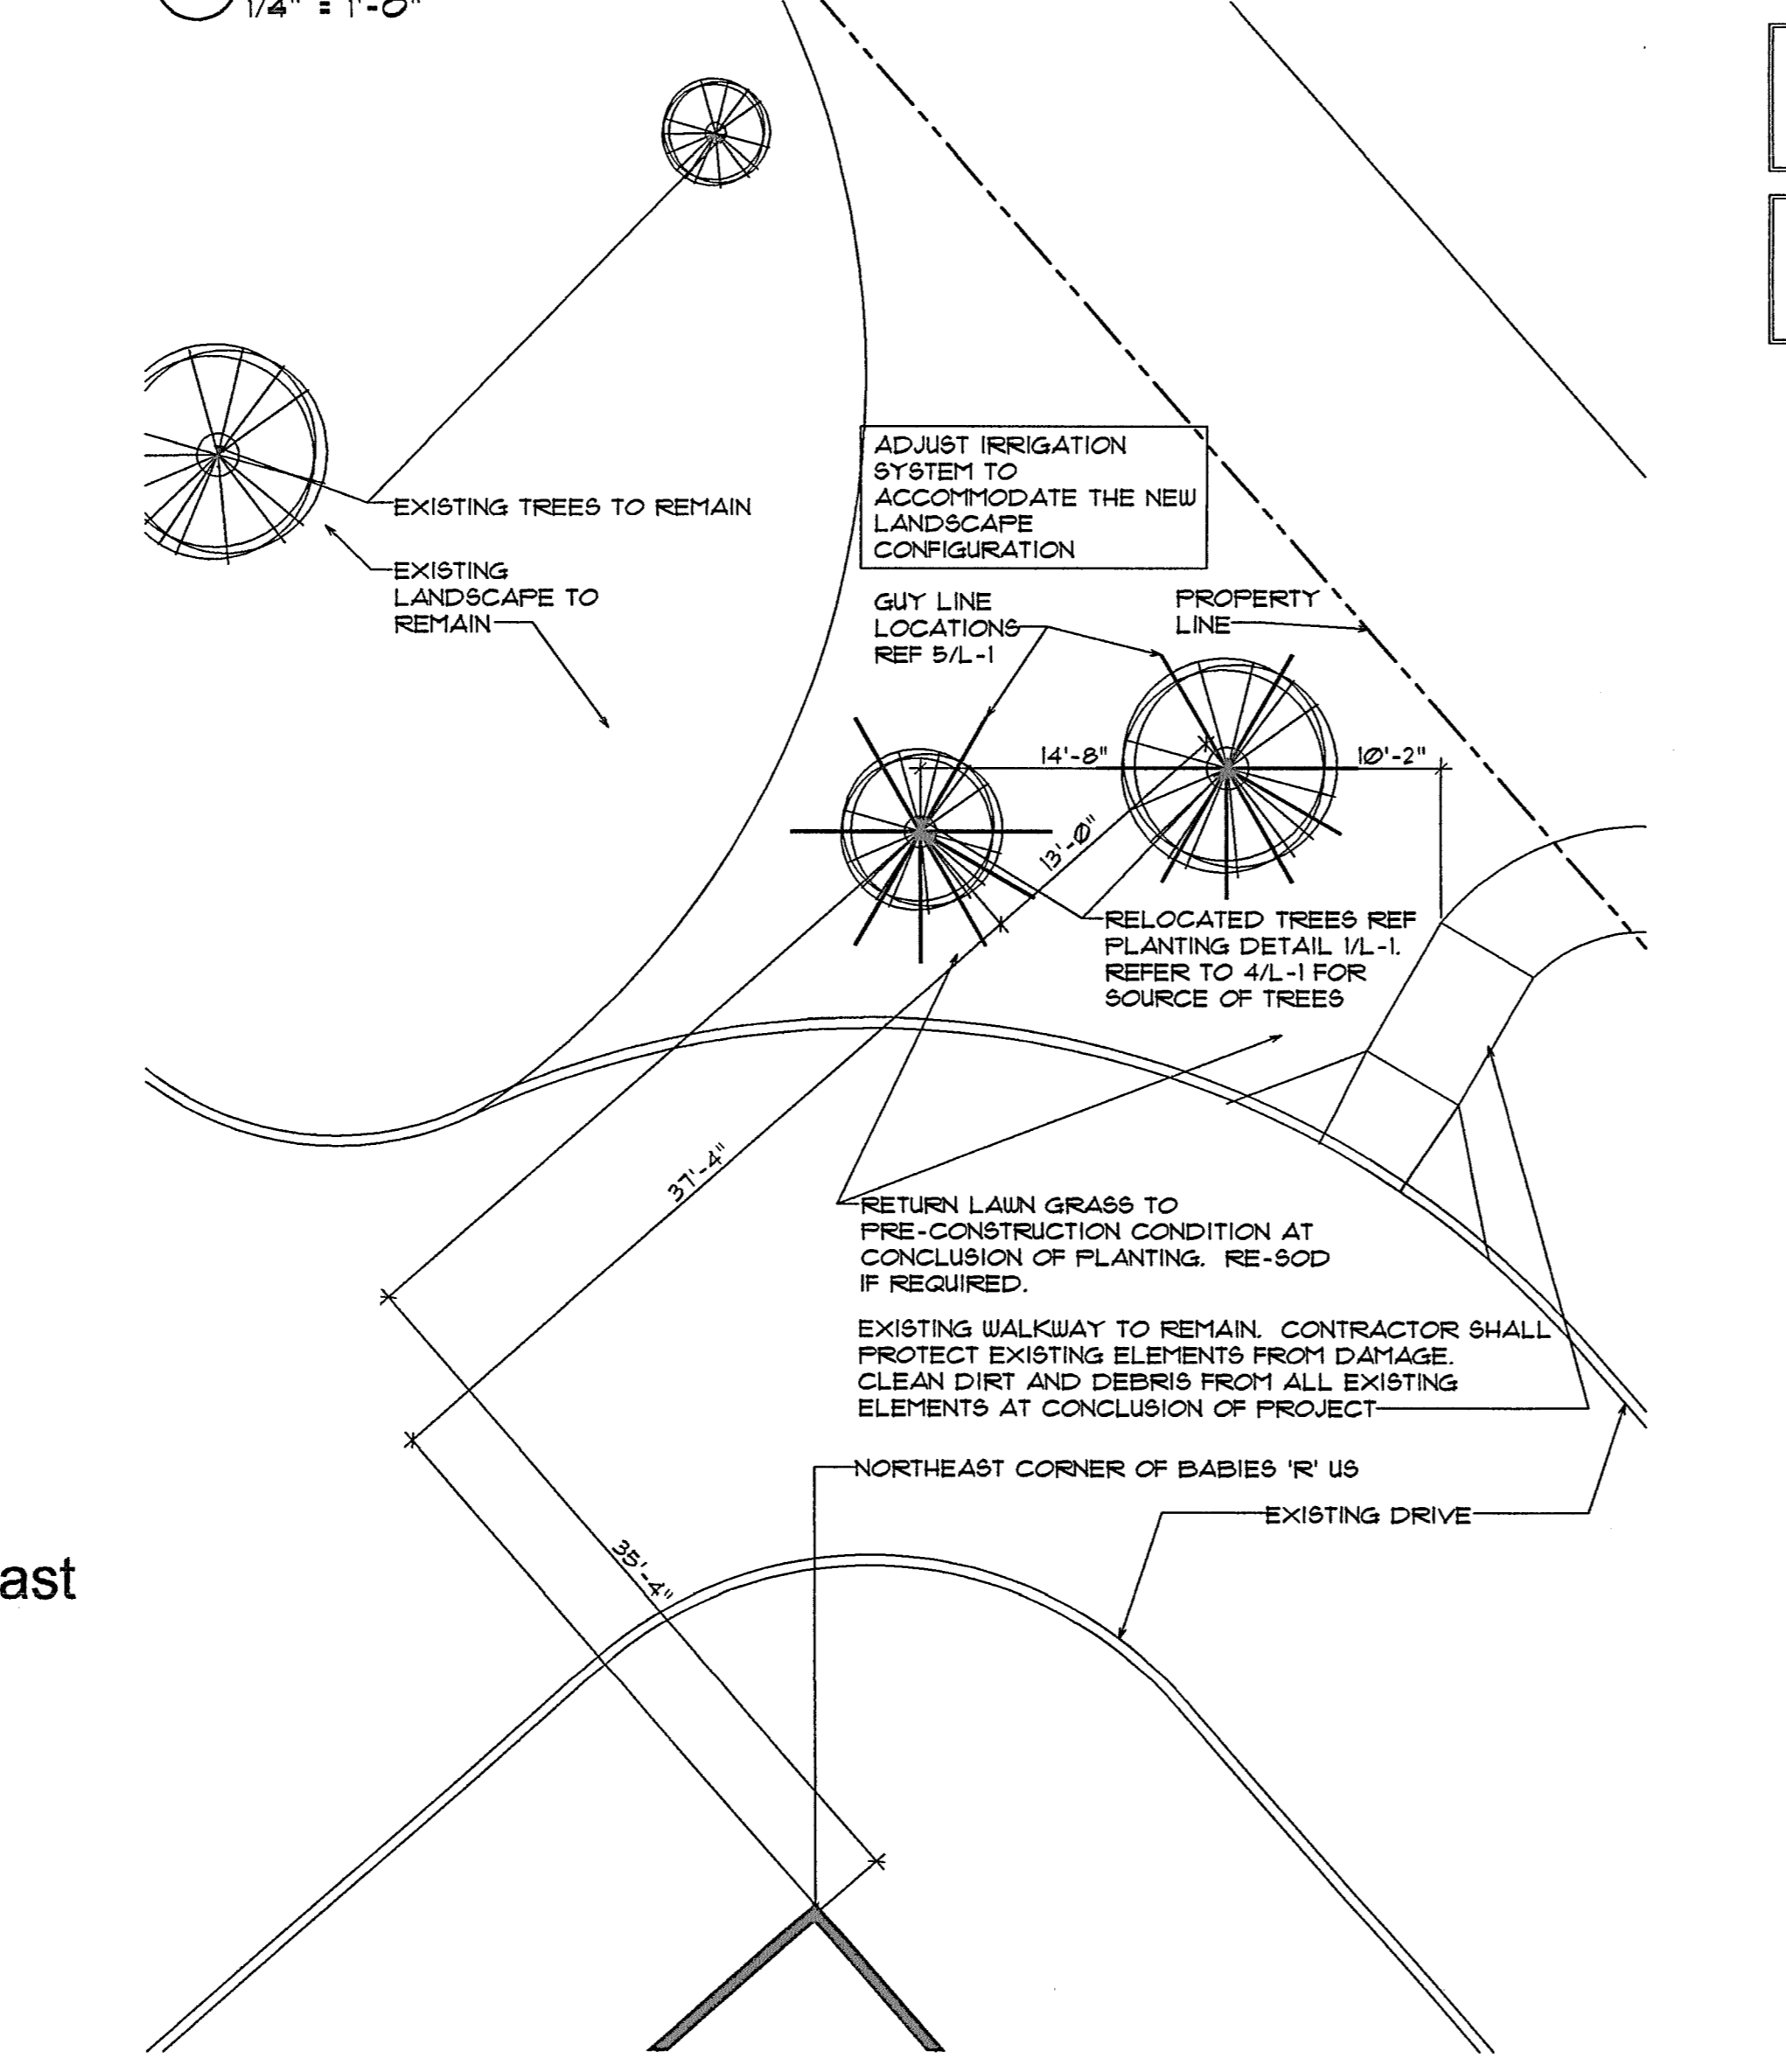 1/4" = 1'-0"
EXISTING TREES TO REMAIN
EXISTING
LANDSCAPE TO
REMAIN
ADJUST IRRIGATION
SYSTEM TO
ACCOMMODATE THE NEW
LANDSCAPE
CONFIGURATION
GUY LINE
LOCATIONS
REF 5/L-1
PROPERTY
LINE
14'-8"
10'-2"
13'-0"
RELOCATED TREES REF
PLANTING DETAIL 1/L-1.
REFER TO 4/L-1 FOR
SOURCE OF TREES
37'-4"
RETURN LAWN GRASS TO
PRE-CONSTRUCTION CONDITION AT
CONCLUSION OF PLANTING. RE-SOD
IF REQUIRED.
EXISTING WALKWAY TO REMAIN. CONTRACTOR SHALL
PROTECT EXISTING ELEMENTS FROM DAMAGE.
CLEAN DIRT AND DEBRIS FROM ALL EXISTING
ELEMENTS AT CONCLUSION OF PROJECT
NORTHEAST CORNER OF BABIES 'R' US
EXISTING DRIVE
35'-4"
ast